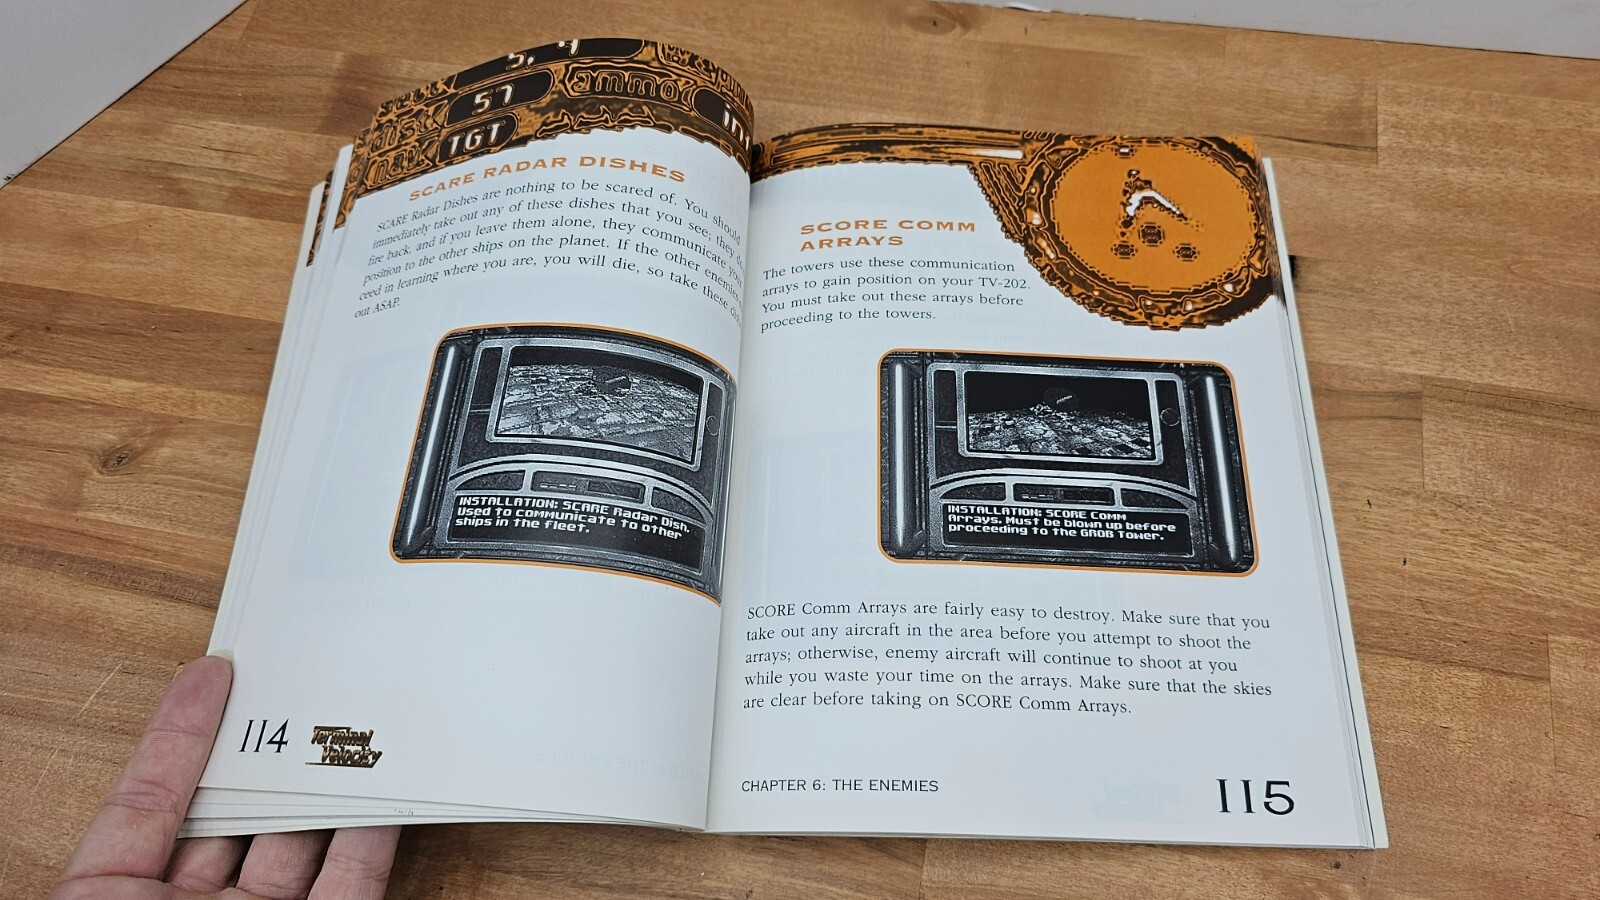 5, 4
57
ammo
dist
nav
TGT
SCARE RADAR DISHES
SCARE Radar Dishes are nothing to be scared of. You should
immediately take out any of these dishes that you see; they
fire back, and if you leave them alone, they communicate your
position to the other ships on the planet. If the other enemies
ceed in learning where you are, you will die, so take these
out ASAP.
INSTALLATION: SCARE Radar Dish.
Used to communicate to other
ships in the fleet.
114
Terminal
Velocity
SCORE COMM
ARRAYS
The towers use these communication
arrays to gain position on your TV-202.
You must take out these arrays before
proceeding to the towers.
INSTALLATION: SCORE Comm
Arrays. Must be blown up before
proceeding to the GROB Tower.
SCORE Comm Arrays are fairly easy to destroy. Make sure that you
take out any aircraft in the area before you attempt to shoot the
arrays; otherwise, enemy aircraft will continue to shoot at you
while you waste your time on the arrays. Make sure that the skies
are clear before taking on SCORE Comm Arrays.
CHAPTER 6: THE ENEMIES
115